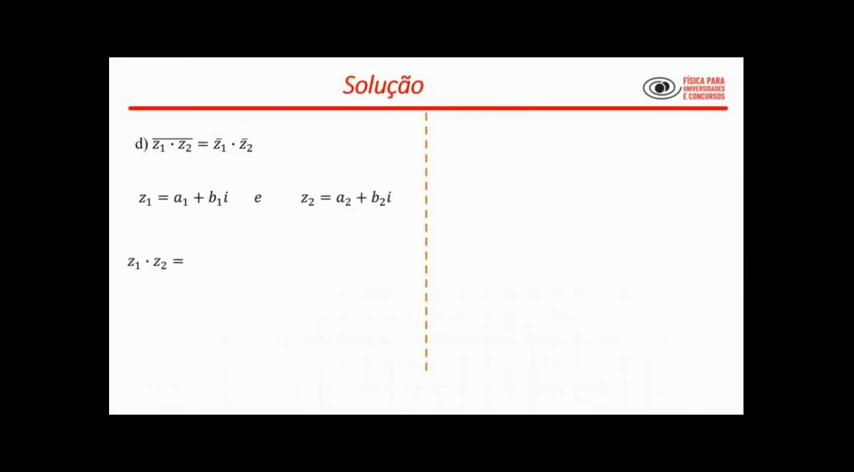 Solução
FÍSICA PARA
UNIVERSIDADES
E CONCURSOS
d) $\overline{z_1 \cdot z_2} = \bar{z}_1 \cdot \bar{z}_2$
$z_1 = a_1 + b_1 i$ e $z_2 = a_2 + b_2 i$
$z_1 \cdot z_2 =$